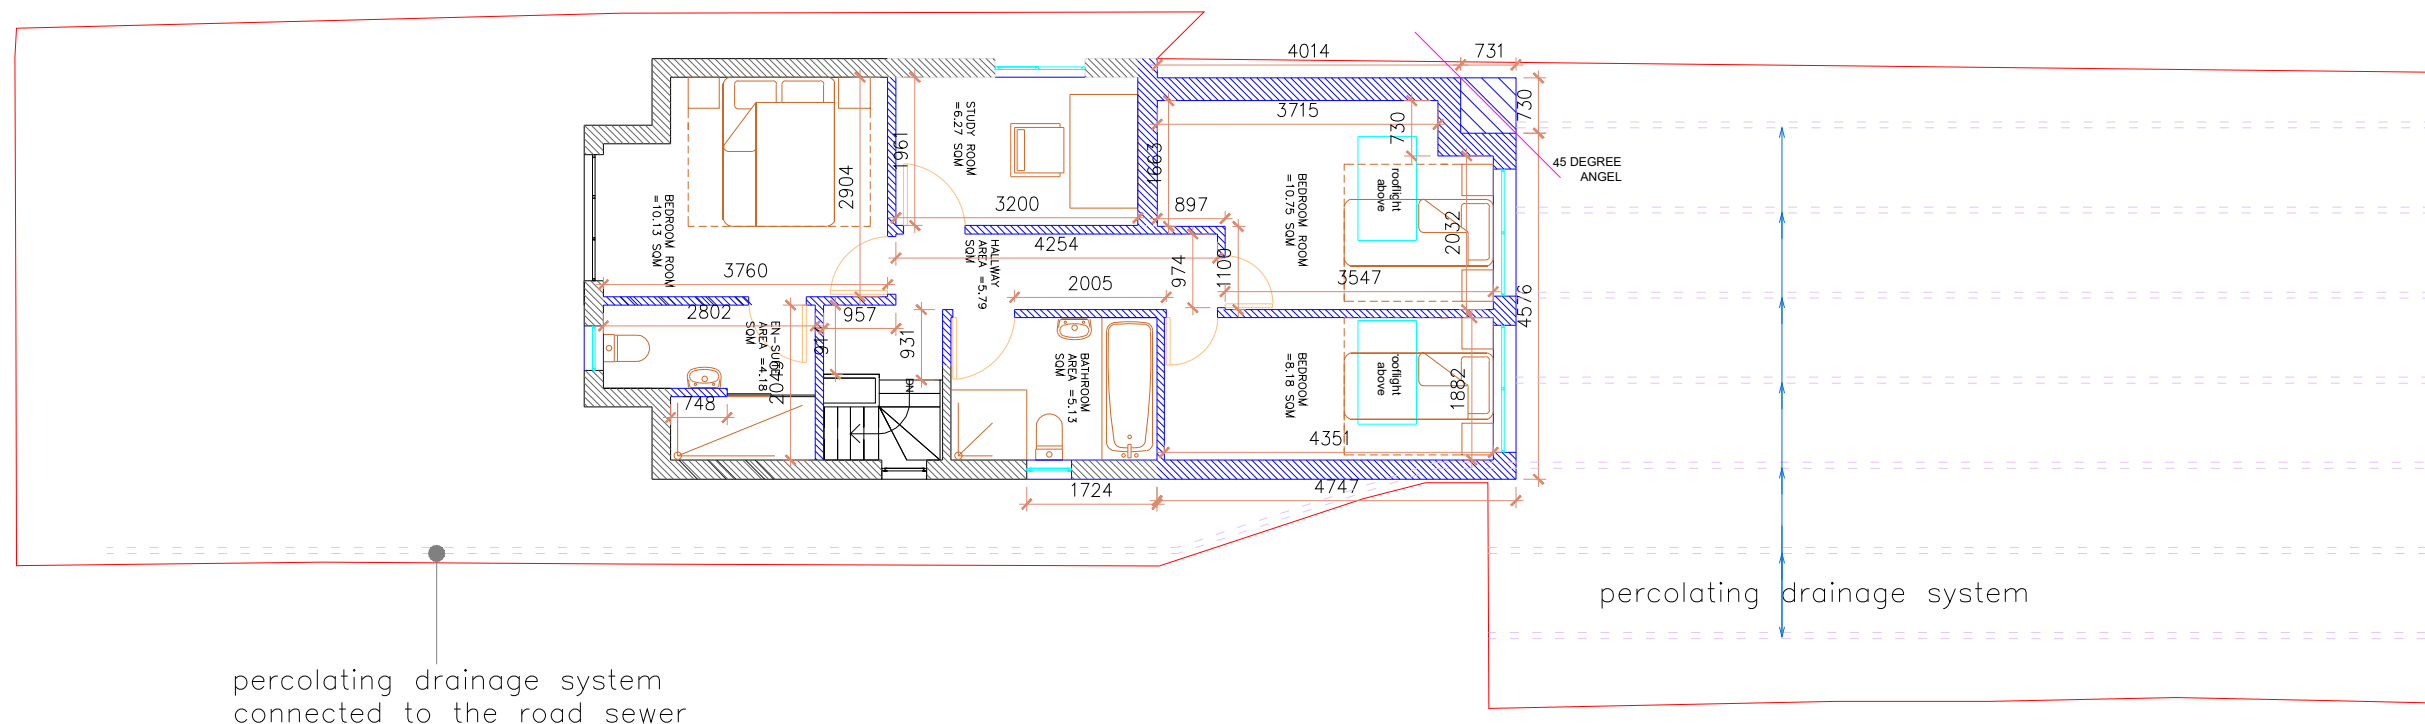 4014
731
730
45 DEGREE
ANGEL
3715
730
1663
STUDY ROOM
=6.27 SQM
1961
2904
3200
897
BEDROOM ROOM
=10.75 SQM
rooflight
above
2032
BEDROOM ROOM
=10.13 SQM
HALLWAY
AREA =5.79
SQM
4254
974
1100
3760
2005
3547
4576
2802
957
911
931
EN-SUITE
AREA =4.18
SQM
2049
748
DN
BATHROOM
AREA =5.13
SQM
BEDROOM
=8.18 SQM
rooflight
above
1882
4351
1724
4747
percolating drainage system
percolating drainage system
connected to the road sewer